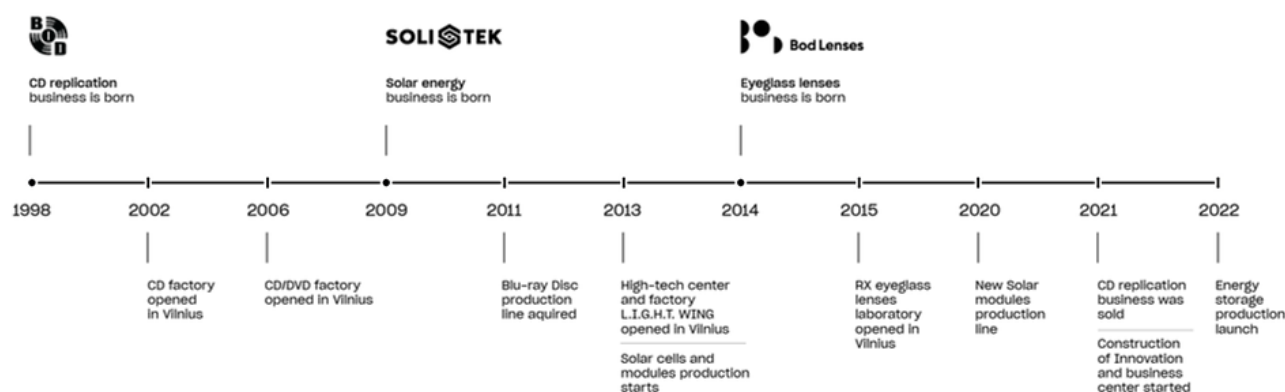 BOD
SOLITEK
Bod Lenses
CD replication
business is born
Solar energy
business is born
Eyeglass lenses
business is born
1998
2002
2006
2009
2011
2013
2014
2015
2020
2021
2022
CD factory
opened
in Vilnius
CD/DVD factory
opened in Vilnius
Blu-ray Disc
production
line aquired
High-tech center
and factory
L.I.G.H.T. WING
opened in Vilnius
Solar cells and
modules production
starts
RX eyeglass
lenses
laboratory
opened in
Vilnius
New Solar
modules
production
line
CD replication
business was
sold
Construction
of Innovation
and business
center started
Energy
storage
production
launch